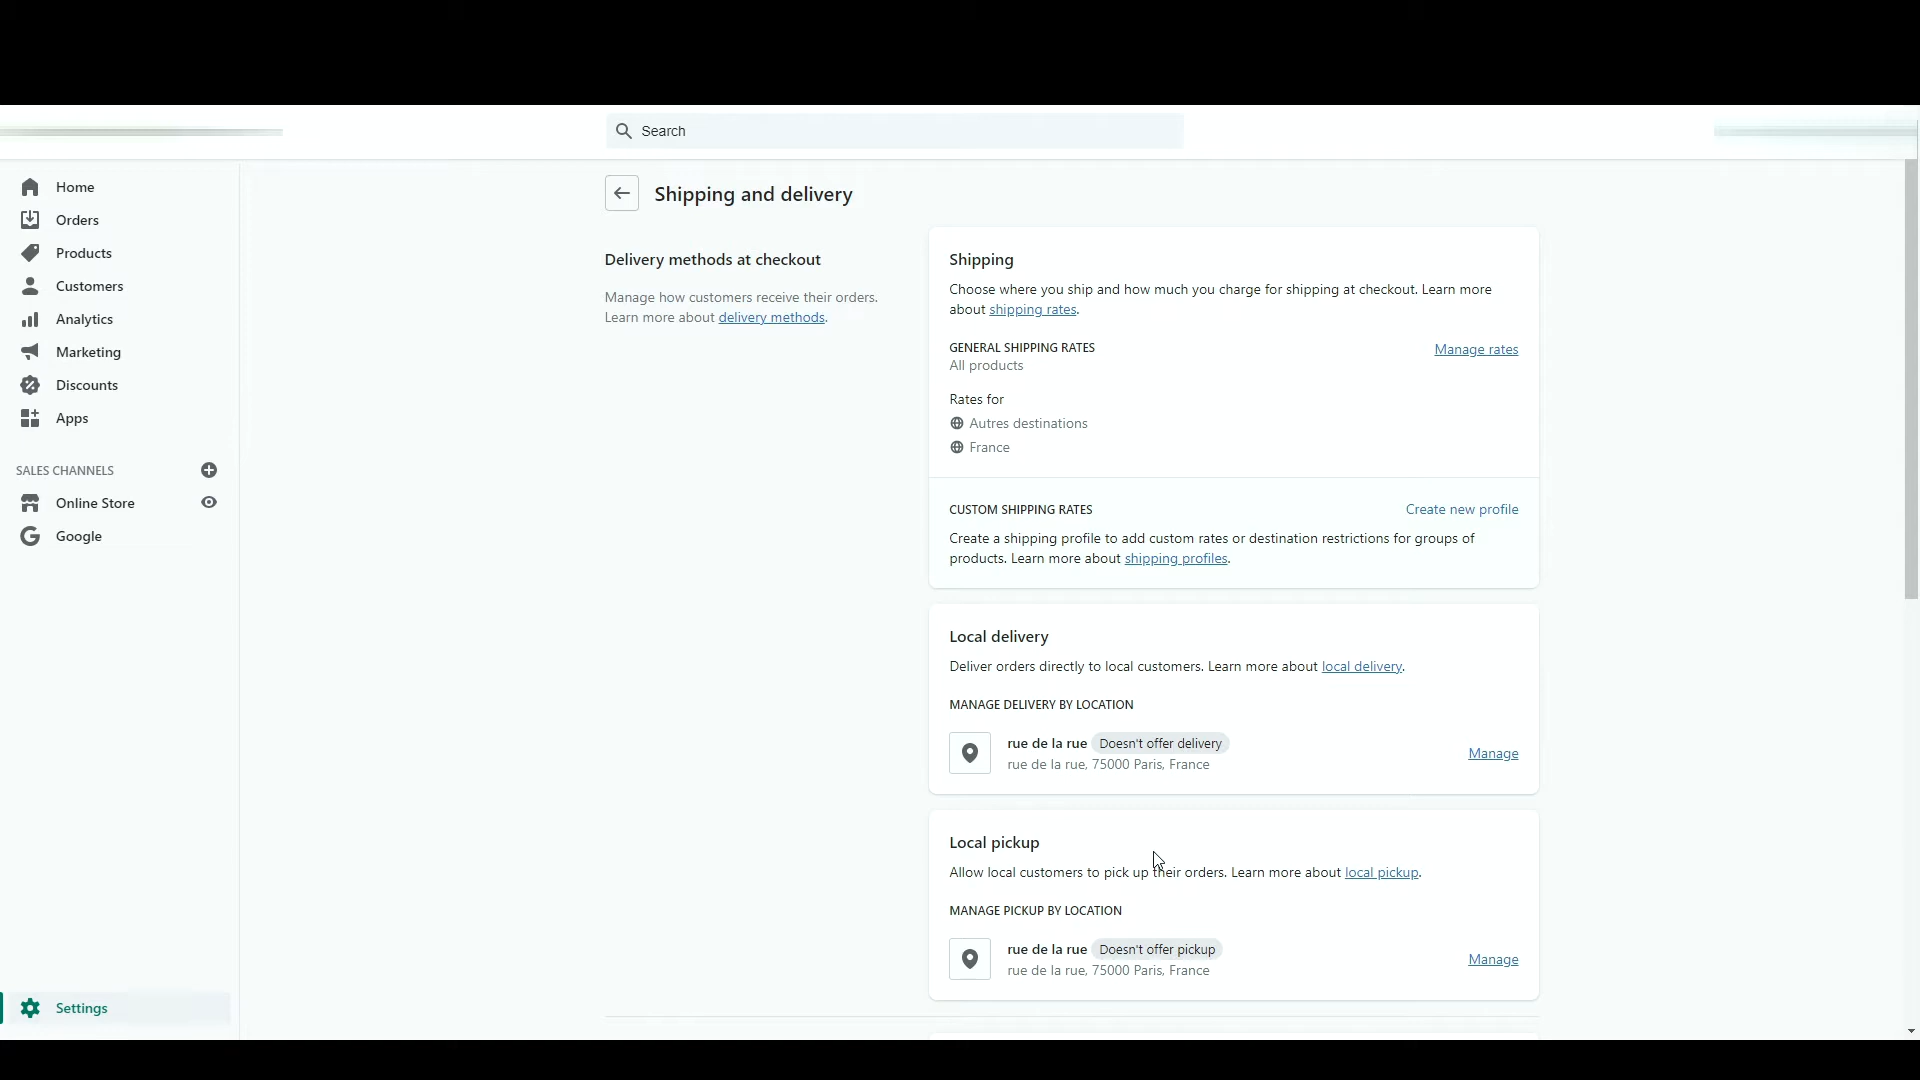 Search
Home
Orders
Products
Customers
Analytics
Marketing
Discounts
Apps
SALES CHANNELS
Online Store
Google
Settings
Shipping and delivery
Delivery methods at checkout
Manage how customers receive their orders.
Learn more about delivery methods.
Shipping
Choose where you ship and how much you charge for shipping at checkout. Learn more
about shipping rates.
GENERAL SHIPPING RATES
Manage rates
All products
Rates for
Autres destinations
France
CUSTOM SHIPPING RATES
Create new profile
Create a shipping profile to add custom rates or destination restrictions for groups of
products. Learn more about shipping profiles.
Local delivery
Deliver orders directly to local customers. Learn more about local delivery.
MANAGE DELIVERY BY LOCATION
rue de la rue Doesn't offer delivery
rue de la rue, 75000 Paris, France
Manage
Local pickup
Allow local customers to pick up their orders. Learn more about local pickup.
MANAGE PICKUP BY LOCATION
rue de la rue Doesn't offer pickup
rue de la rue, 75000 Paris, France
Manage